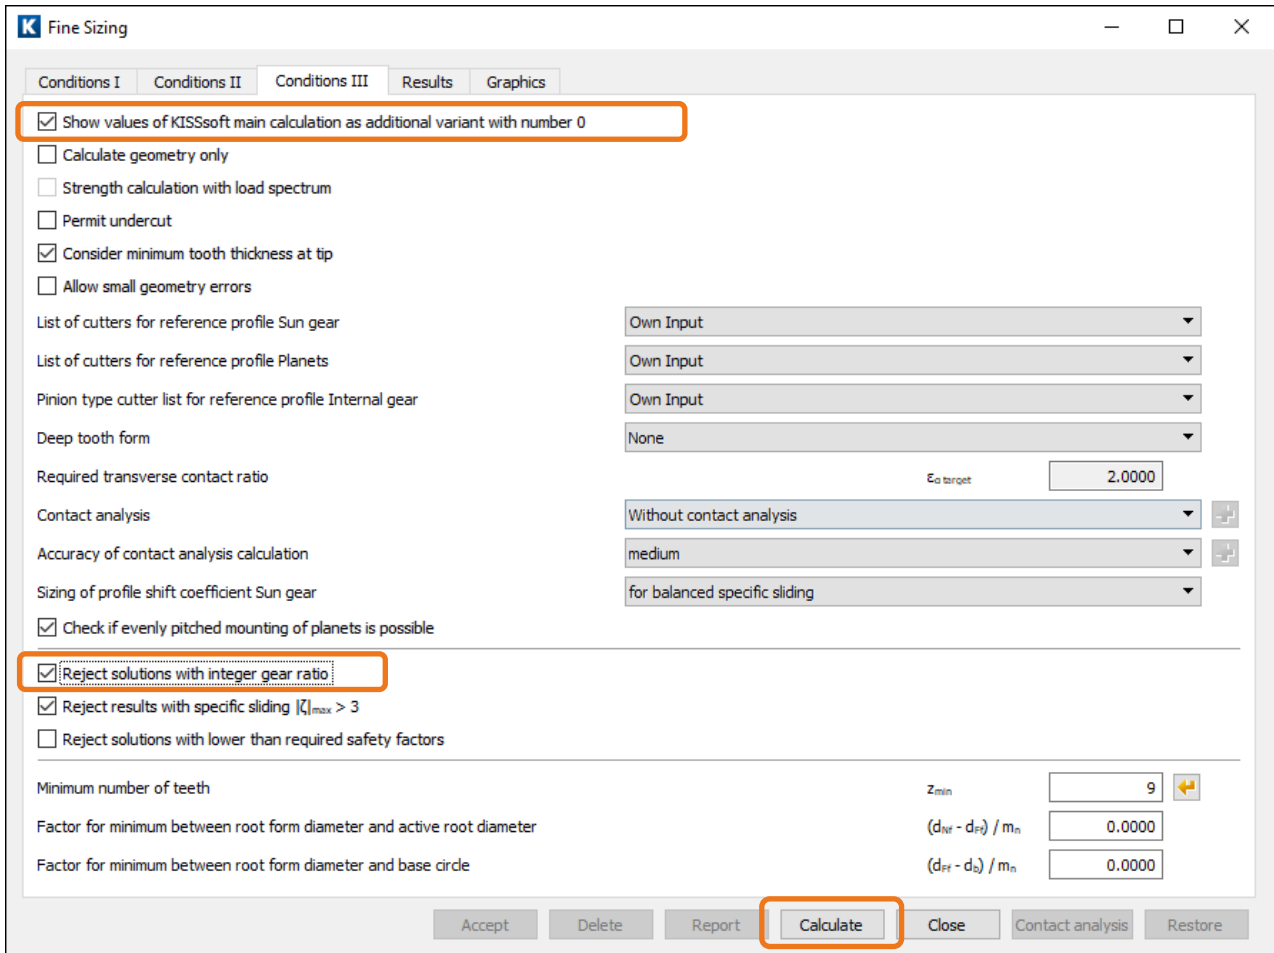 K Fine Sizing
Conditions I Conditions II Conditions III Results Graphics
Show values of KISSsoft main calculation as additional variant with number 0
Calculate geometry only
Strength calculation with load spectrum
Permit undercut
Consider minimum tooth thickness at tip
Allow small geometry errors
List of cutters for reference profile Sun gear Own Input
List of cutters for reference profile Planets Own Input
Pinion type cutter list for reference profile Internal gear Own Input
Deep tooth form None
Required transverse contact ratio εα target 2.0000
Contact analysis Without contact analysis
Accuracy of contact analysis calculation medium
Sizing of profile shift coefficient Sun gear for balanced specific sliding
Check if evenly pitched mounting of planets is possible
Reject solutions with integer gear ratio
Reject results with specific sliding |ζ|max > 3
Reject solutions with lower than required safety factors
Minimum number of teeth zmin 9
Factor for minimum between root form diameter and active root diameter (dNf - dFf) / mn 0.0000
Factor for minimum between root form diameter and base circle (dFf - db) / mn 0.0000
Accept Delete Report Calculate Close Contact analysis Restore